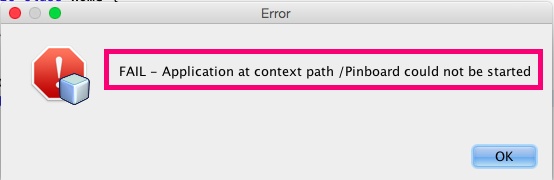 Error
FAIL – Application at context path /Pinboard could not be started
OK